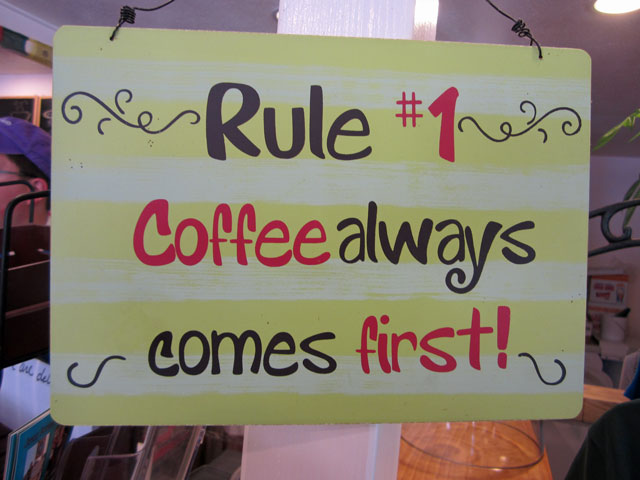 Rule #1
Coffee always
comes first!